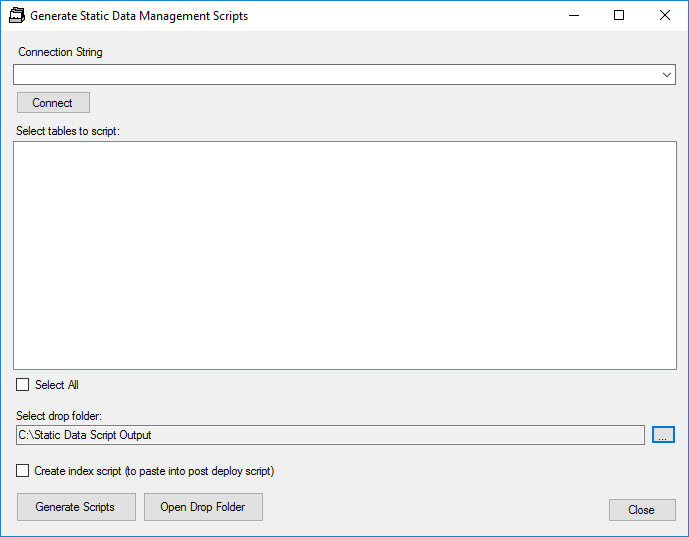 Generate Static Data Management Scripts
Connection String
Connect
Select tables to script:
Select All
Select drop folder:
C:\Static Data Script Output
...
Create index script (to paste into post deploy script)
Generate Scripts
Open Drop Folder
Close